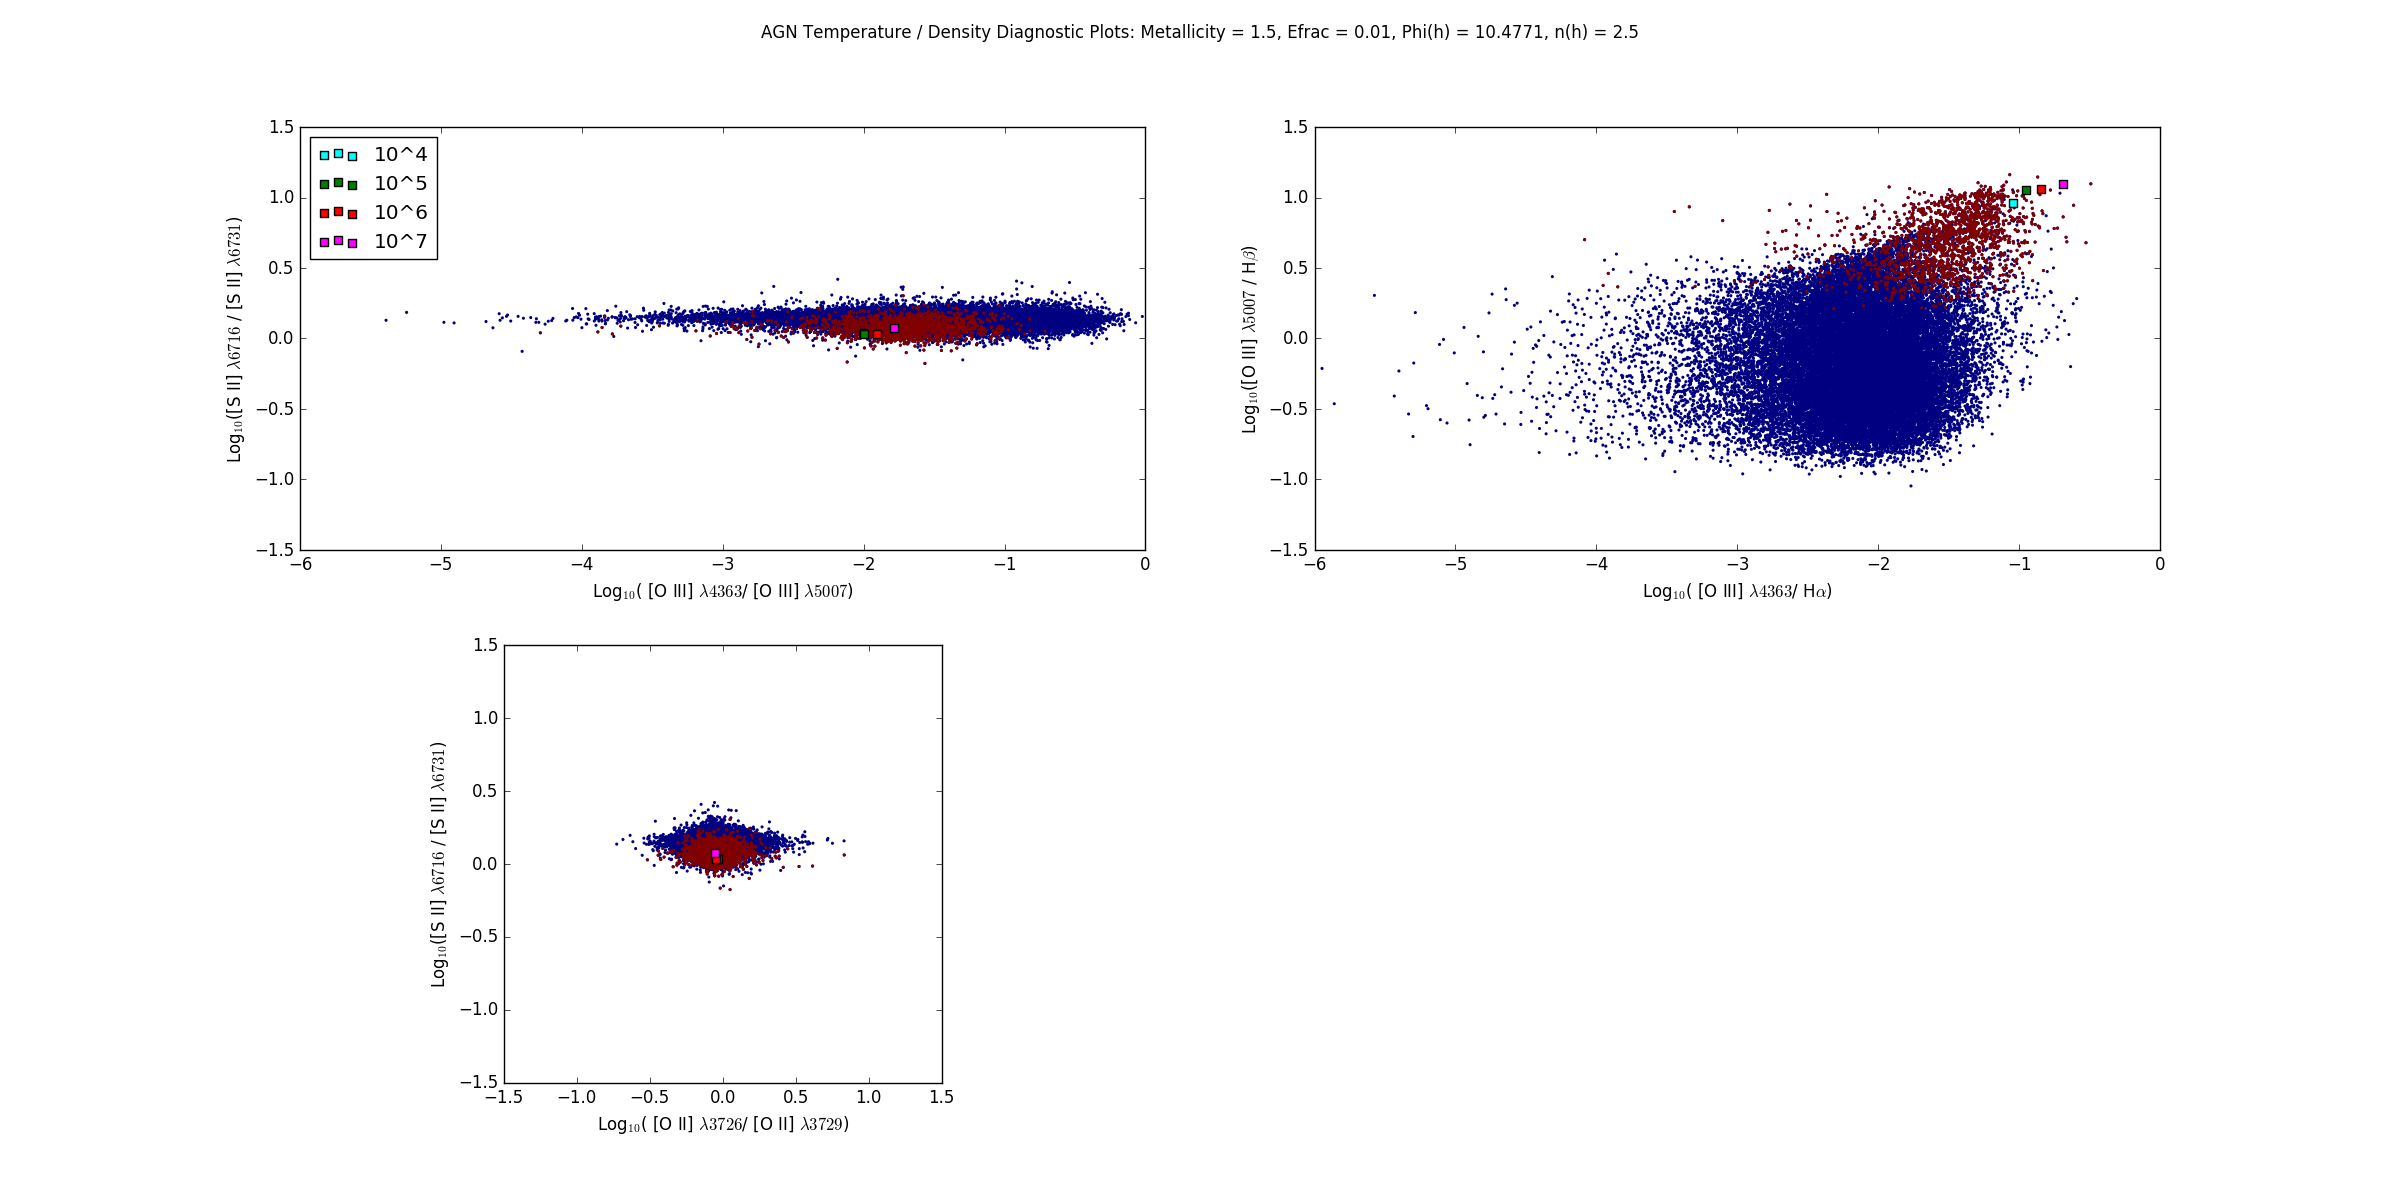 AGN Temperature / Density Diagnostic Plots: Metallicity = 1.5, Efrac = 0.01, Phi(h) = 10.4771, n(h) = 2.5
Log10([S II] λ6716 / [S II] λ6731)
1.5
1.0
0.5
0.0
−0.5
−1.0
−1.5
10^4
10^5
10^6
10^7
−6 −5 −4 −3 −2 −1 0
Log10( [O III] λ4363/ [O III] λ5007)
Log10([O III] λ5007 / Hβ)
1.5
1.0
0.5
0.0
−0.5
−1.0
−1.5
−6 −5 −4 −3 −2 −1 0
Log10( [O III] λ4363/ Hα)
Log10([S II] λ6716 / [S II] λ6731)
1.5
1.0
0.5
0.0
−0.5
−1.0
−1.5
−1.5 −1.0 −0.5 0.0 0.5 1.0 1.5
Log10( [O II] λ3726/ [O II] λ3729)